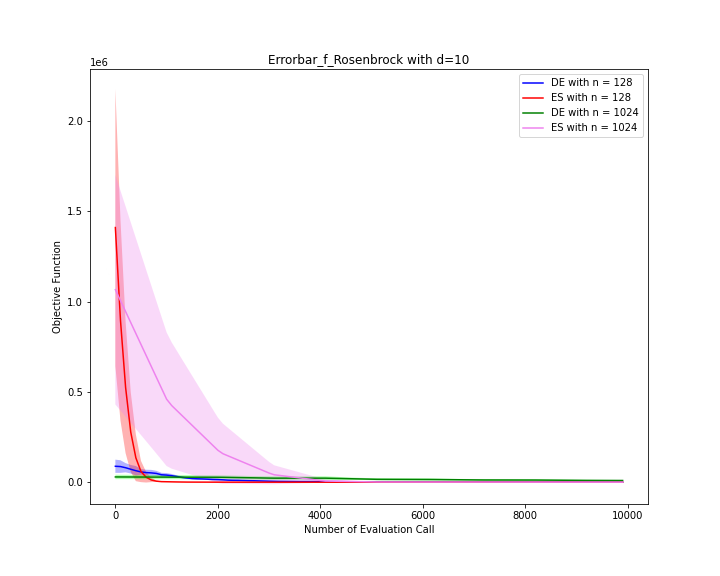 Errorbar_f_Rosenbrock with d=10
1e6
DE with n = 128
ES with n = 128
DE with n = 1024
ES with n = 1024
2.0
1.5
1.0
0.5
0.0
Objective Function
0 2000 4000 6000 8000 10000
Number of Evaluation Call